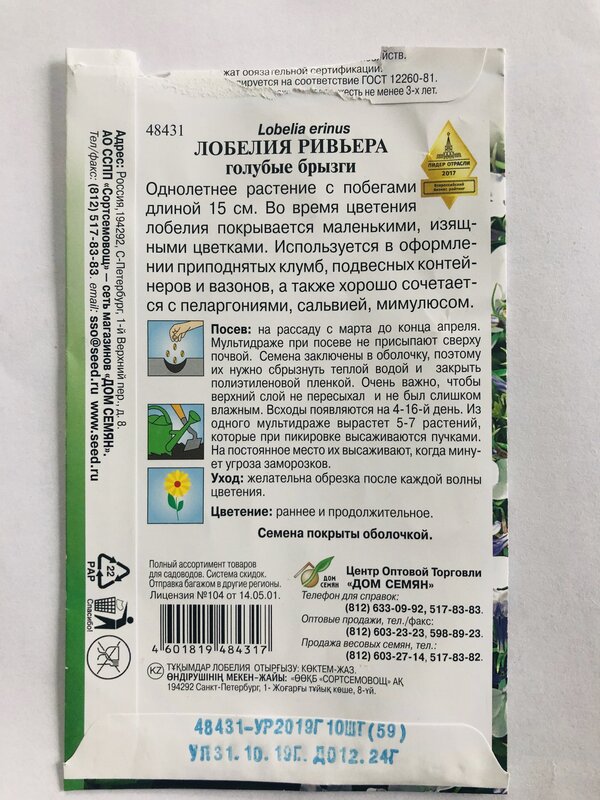 йств.
жат обязательной сертификации.
ируется на соответствие ГОСТ 12260-81.
жесть не менее 3-х лет.
48431
Lobelia erinus
ЛОБЕЛИЯ РИВЬЕРА
голубые брызги
ЛИДЕР ОТРАСЛИ
2017
Всероссийский
бизнес рейтинг
Однолетнее растение с побегами
длиной 15 см. Во время цветения
лобелия покрывается маленькими, изящ-
ными цветками. Используется в оформле-
нии приподнятых клумб, подвесных контей-
неров и вазонов, а также хорошо сочетает-
ся с пеларгониями, сальвией, мимулюсом.
Посев: на рассаду с марта до конца апреля.
Мультидраже при посеве не присыпают сверху
почвой. Семена заключены в оболочку, поэтому
их нужно сбрызнуть теплой водой и закрыть
полиэтиленовой пленкой. Очень важно, чтобы
верхний слой не пересыхал и не был слишком
влажным. Всходы появляются на 4-16-й день. Из
одного мультидраже вырастет 5-7 растений,
которые при пикировке высаживаются пучками.
На постоянное место их высаживают, когда мину-
ет угроза заморозков.
Уход: желательна обрезка после каждой волны
цветения.
Цветение: раннее и продолжительное.
Семена покрыты оболочкой.
Полный ассортимент товаров
для садоводов. Система скидок.
Отправка багажом в другие регионы.
Лицензия №104 от 14.05.01.
4 601819 484317
ДОМ
СЕМЯН
Центр Оптовой Торговли
«ДОМ СЕМЯН»
Телефон для справок:
(812) 633-09-92, 517-83-83.
Оптовые продажи, тел./факс:
(812) 603-23-23, 598-89-23.
Продажа весовых семян, тел.:
(812) 603-27-14, 517-83-82.
KZ ТҰҚЫМДАР ЛОБЕЛИЯ ОТЫРҒЫЗУ: КӨКТЕМ-ЖАЗ.
ӨНДІРУШІНІҢ МЕКЕН-ЖАЙЫ: «ӨӨҚБ «СОРТСЕМОВОЩ» АҚ
194292 Санкт-Петербург, 1- Жоғарғы тұйық көше, 8-үй.
48431-УР2019Г10ШТ(59)
УП31.10.19Г. ДО12.24Г
Адрес: Россия,194292, С-Петербург, 1-й Верхний пер., д. 8.
АО ССПП «Сортсемовощ» — сеть магазинов «ДОМ СЕМЯН».
Тел/факс: (812) 517-83-83. email: sso@seed.ru www.seed.ru
22
PAP
Спасибо!